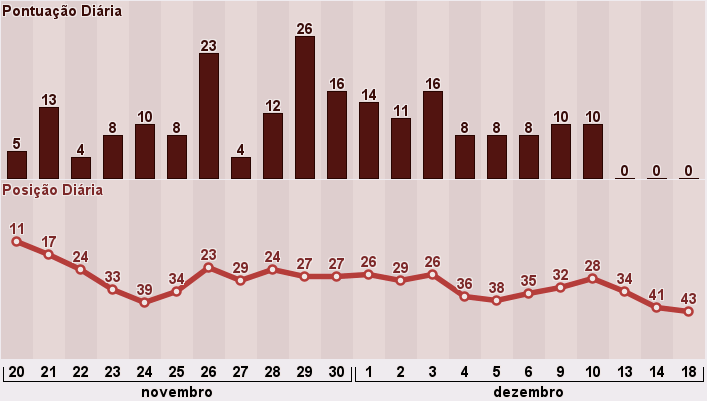 Pontuação Diária
5 13 4 8 10 8 23 4 12 26 16 14 11 16 8 8 8 10 10 0 0 0
Posição Diária
11 17 24 33 39 34 23 29 24 27 27 26 29 26 36 38 35 32 28 34 41 43
20 21 22 23 24 25 26 27 28 29 30 1 2 3 4 5 6 9 10 13 14 18
novembro dezembro